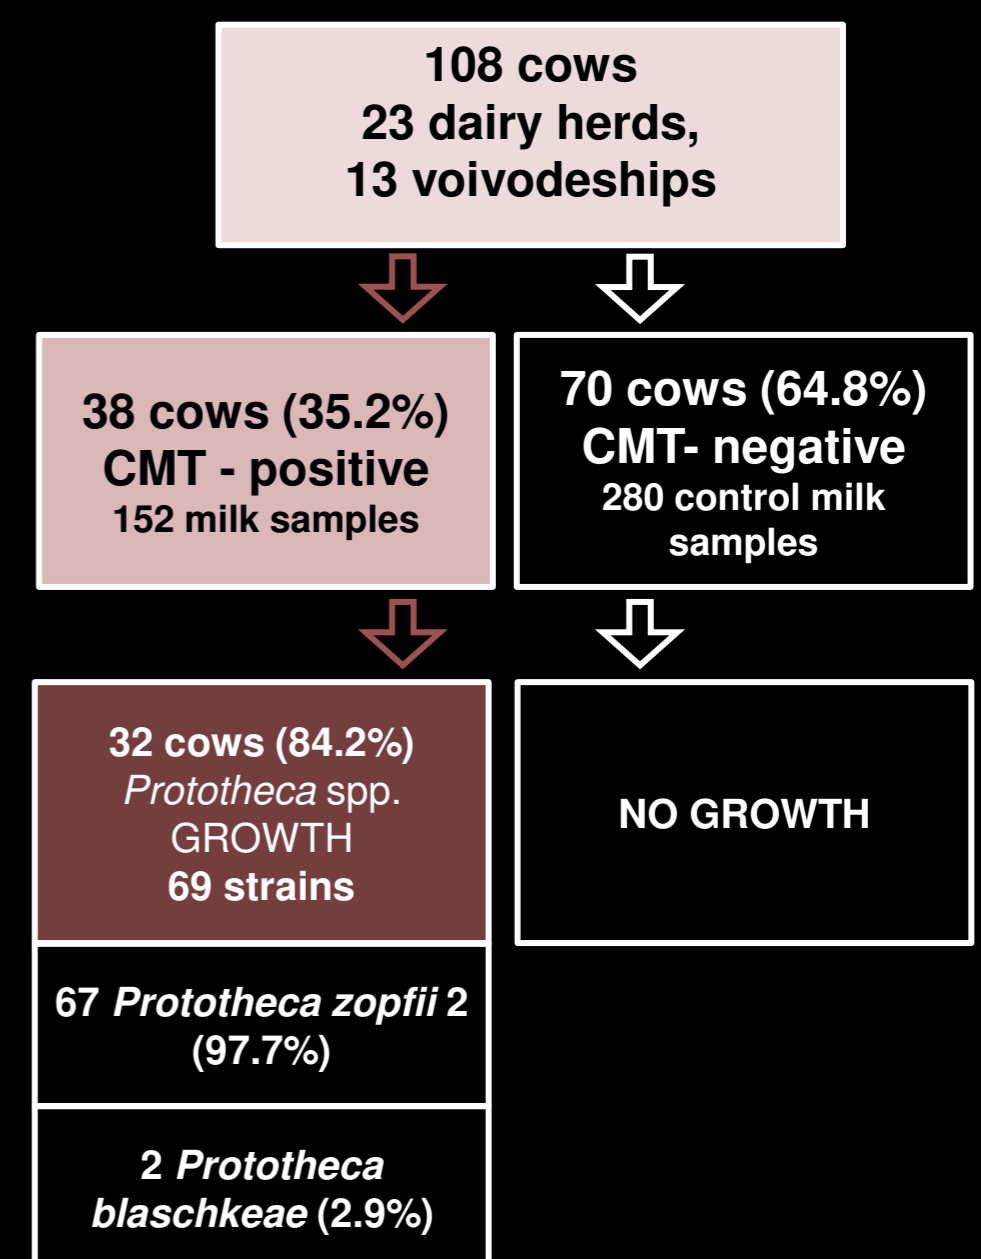 108 cows
23 dairy herds,
13 voivodeships
38 cows (35.2%)
CMT - positive
152 milk samples
70 cows (64.8%)
CMT- negative
280 control milk
samples
32 cows (84.2%)
Prototheca spp.
GROWTH
69 strains
NO GROWTH
67 Prototheca zopfii 2
(97.7%)
2 Prototheca
blaschkeae (2.9%)